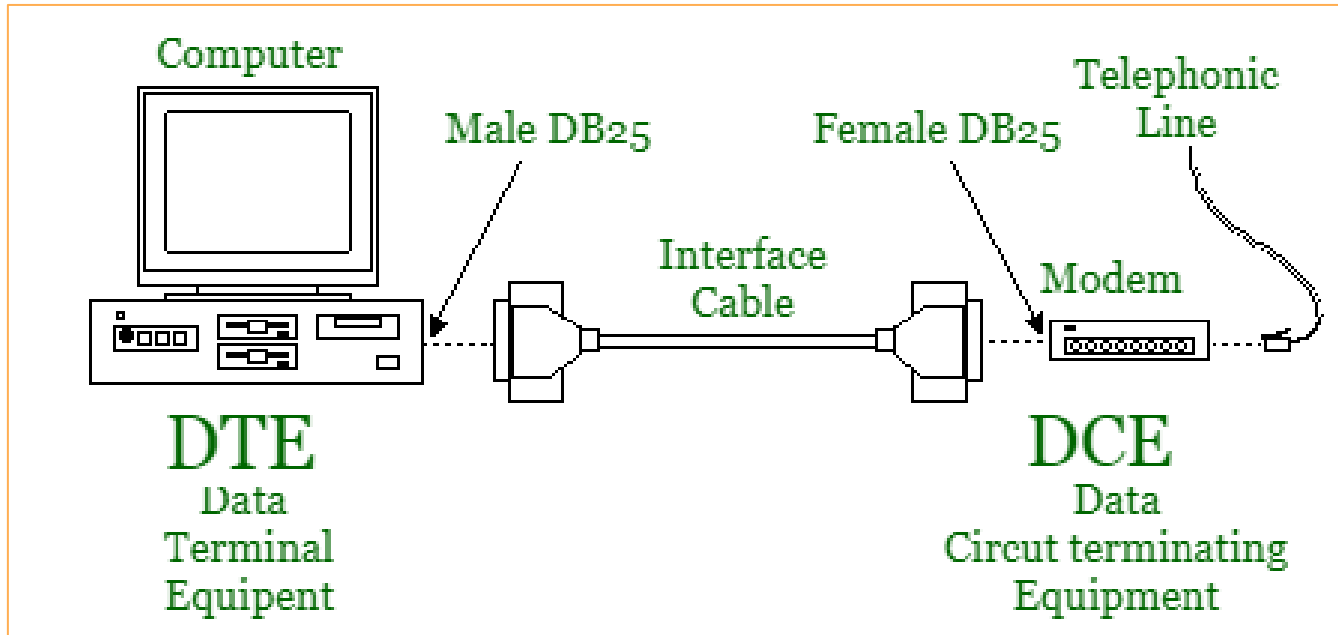 Computer
Male DB25
Female DB25
Telephonic
Line
Interface
Cable
Modem
DTE
Data
Terminal
Equipent
DCE
Data
Circut terminating
Equipment